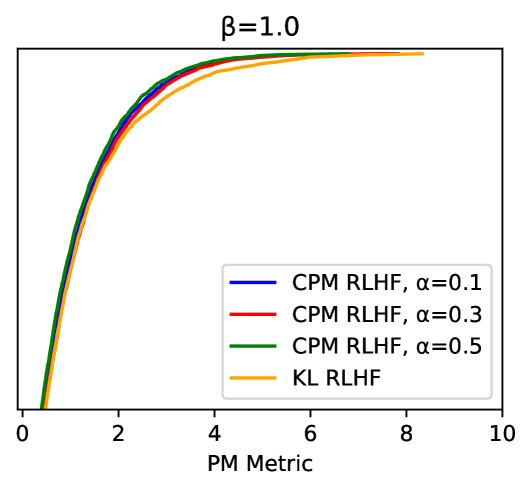 β=1.0
CPM RLHF, α=0.1
CPM RLHF, α=0.3
CPM RLHF, α=0.5
KL RLHF
0 2 4 6 8 10
PM Metric